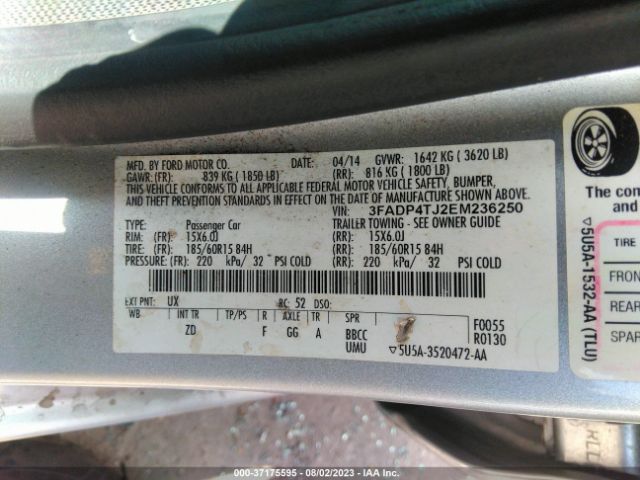 MFD. BY FORD MOTOR CO.
DATE: 04/14 GVWR: 1642 KG ( 3620 LB)
GAWR: (FR): 839 KG ( 1850 LB) (RR): 816 KG ( 1800 LB)
THIS VEHICLE CONFORMS TO ALL APPLICABLE FEDERAL MOTOR VEHICLE SAFETY, BUMPER,
AND THEFT PREVENTION STANDARDS IN EFFECT ON THE DATE OF MANUFACTURE SHOWN ABOVE.
VIN: 3FADP4TJ2EM236250
TYPE: Passenger Car TRAILER TOWING - SEE OWNER GUIDE
RIM: (FR): 15X6.0J (RR): 15X6.0J
TIRE: (FR): 185/60R15 84H (RR): 185/60R15 84H
PRESSURE: (FR): 220 kPa/ 32 PSI COLD (RR): 220 kPa/ 32 PSI COLD
EXT PNT: UX RC: 52 DSO:
WB INT TR TP/PS R AXLE TR SPR
ZD F GG A BBCC
UMU
F0055
R0130
▽5U5A-3520472-AA
The con
and
TIRE
FRON
REAR
SPAR
▽5U5A-1532-AA (TLU)
000-37175595 - 08/02/2023 - IAA Inc.